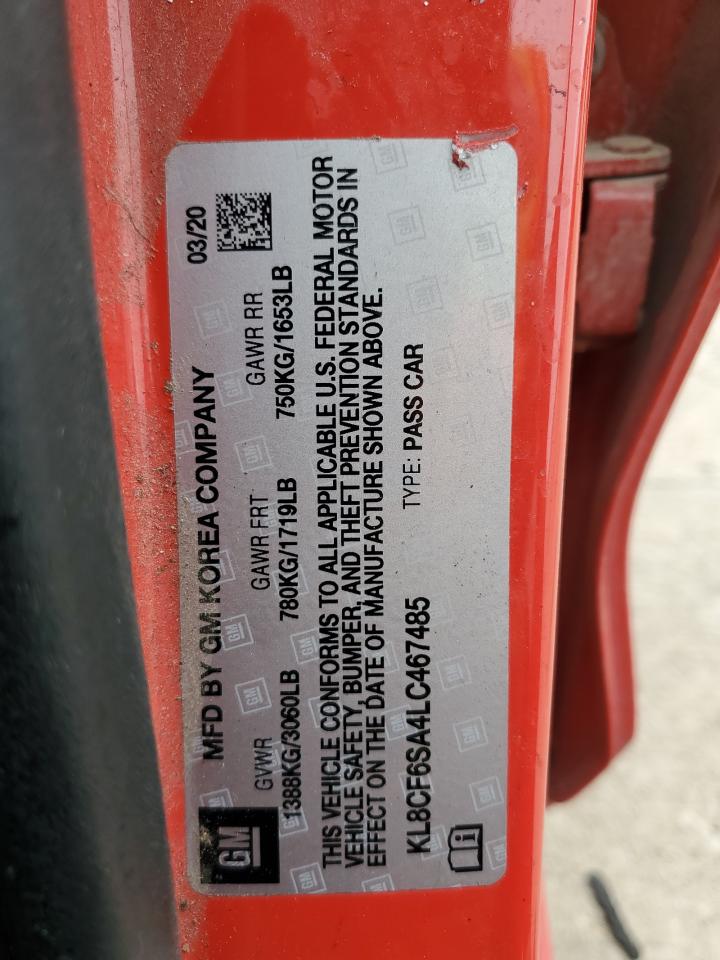 GM
MFD BY GM KOREA COMPANY 03/20
GVWR GAWR FRT GAWR RR
1388KG/3060LB 780KG/1719LB 750KG/1653LB
THIS VEHICLE CONFORMS TO ALL APPLICABLE U.S. FEDERAL MOTOR
VEHICLE SAFETY, BUMPER, AND THEFT PREVENTION STANDARDS IN
EFFECT ON THE DATE OF MANUFACTURE SHOWN ABOVE.
KL8CF6SA4LC467485 TYPE: PASS CAR